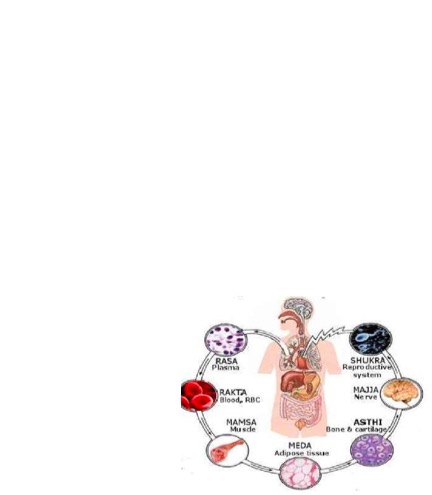 RASA
Plasma
RAKTA
Blood, RBC
MAMSA
Muscle
MEDA
Adipose tissue
ASTHI
Bone & cartilage
MAJJA
Nerve
SHUKRA
Reproductive
system